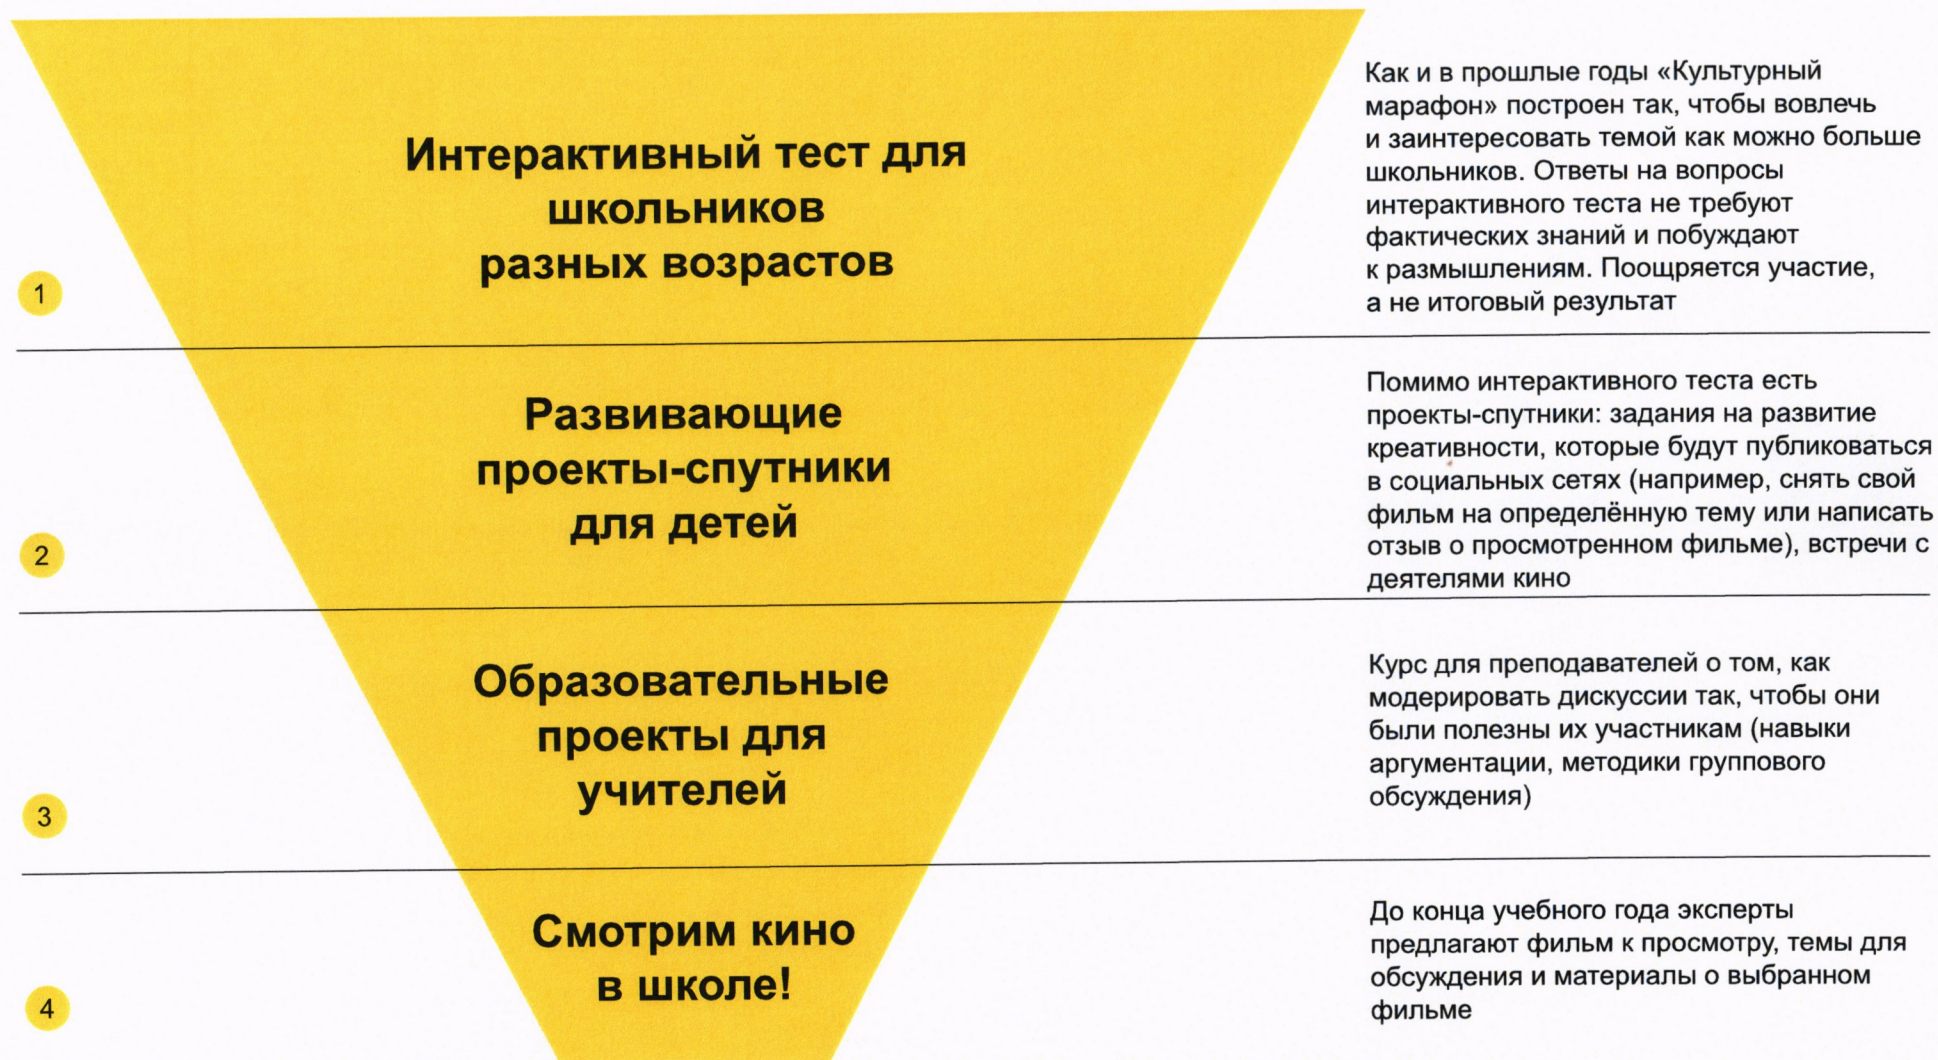 Интерактивный тест для
школьников
разных возрастов
1
Как и в прошлые годы «Культурный
марафон» построен так, чтобы вовлечь
и заинтересовать темой как можно больше
школьников. Ответы на вопросы
интерактивного теста не требуют
фактических знаний и побуждают
к размышлениям. Поощряется участие,
а не итоговый результат
Развивающие
проекты-спутники
для детей
2
Помимо интерактивного теста есть
проекты-спутники: задания на развитие
креативности, которые будут публиковаться
в социальных сетях (например, снять свой
фильм на определённую тему или написать
отзыв о просмотренном фильме), встречи с
деятелями кино
Образовательные
проекты для
учителей
3
Курс для преподавателей о том, как
модерировать дискуссии так, чтобы они
были полезны их участникам (навыки
аргументации, методики группового
обсуждения)
Смотрим кино
в школе!
4
До конца учебного года эксперты
предлагают фильм к просмотру, темы для
обсуждения и материалы о выбранном
фильме